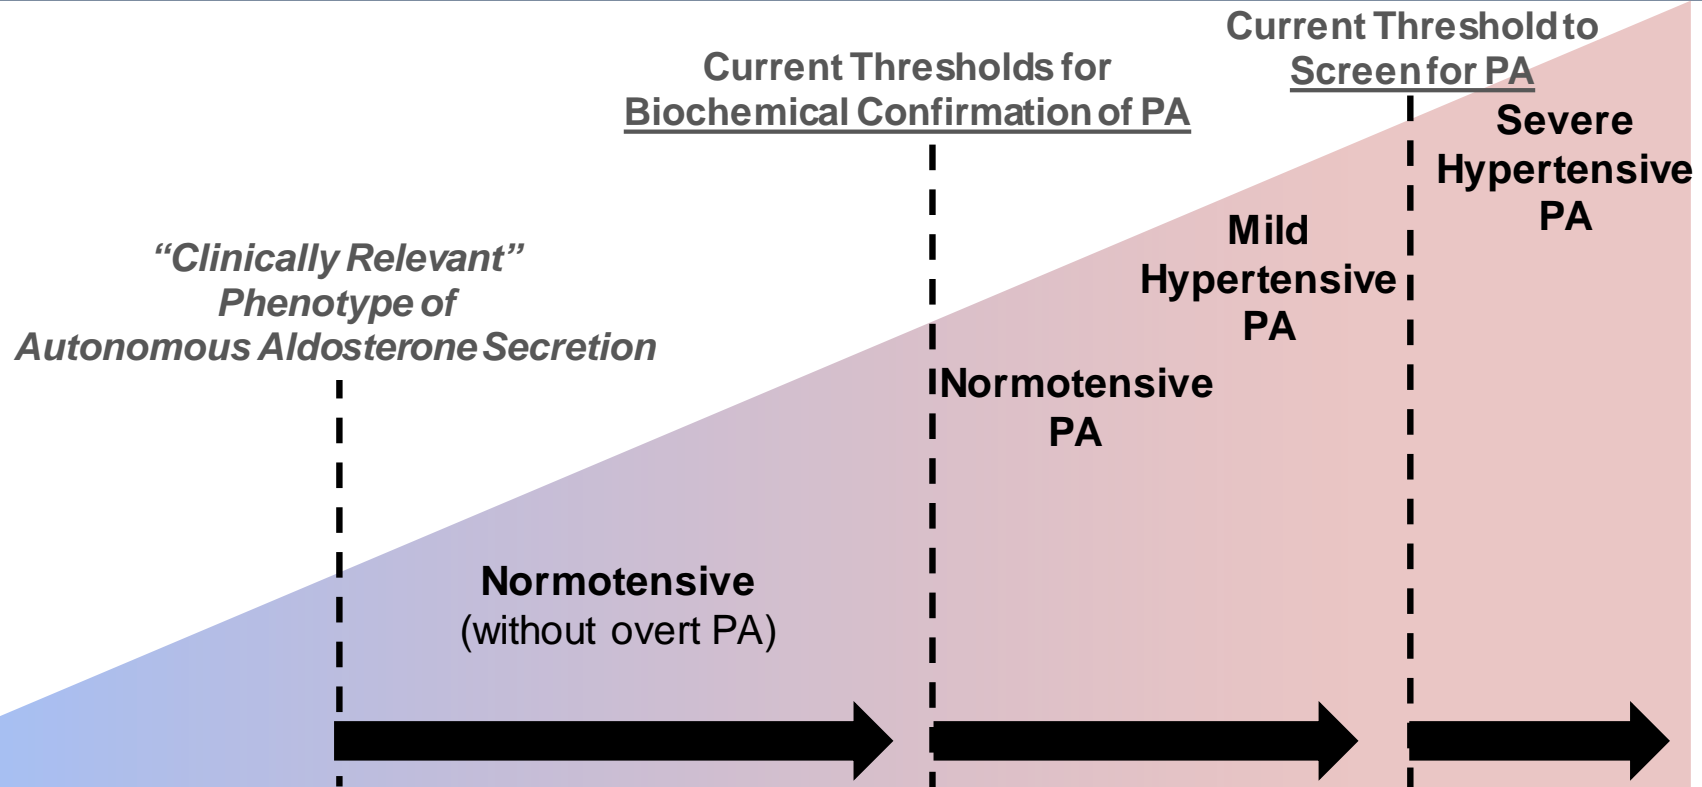 Current Threshold to
Screen for PA
Current Thresholds for
Biochemical Confirmation of PA
Severe
Hypertensive
PA
Mild
Hypertensive
PA
“Clinically Relevant”
Phenotype of
Autonomous Aldosterone Secretion
Normotensive
PA
Normotensive
(without overt PA)